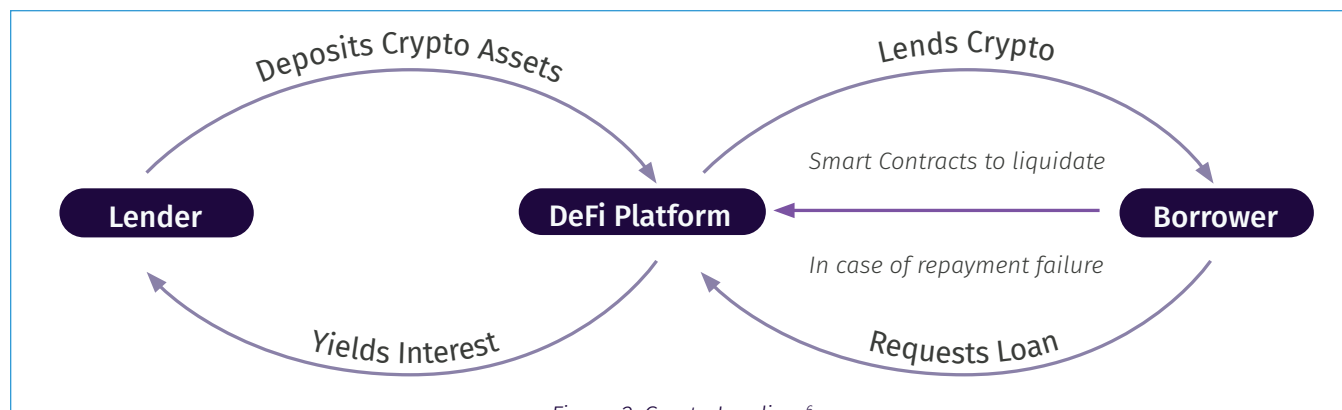 Deposits Crypto Assets
Lends Crypto
Smart Contracts to liquidate
Lender
DeFi Platform
Borrower
In case of repayment failure
Yields Interest
Requests Loan